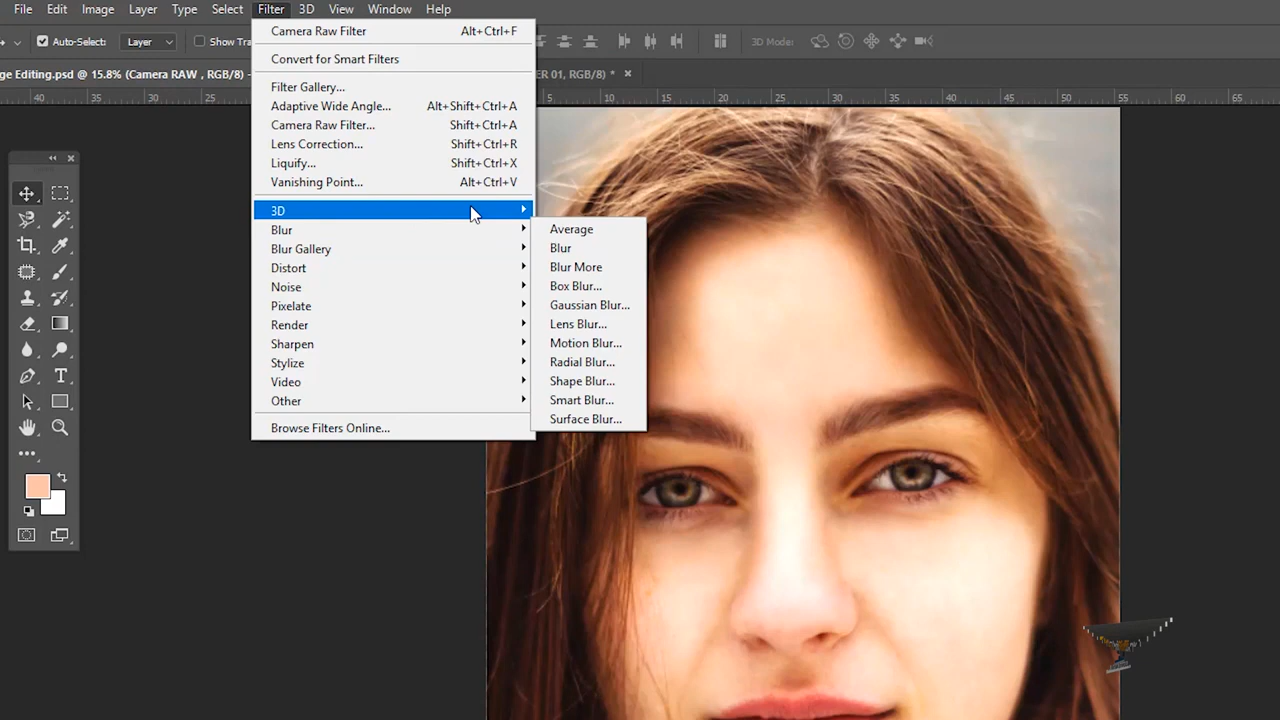 File Edit Image Layer Type Select Filter 3D View Window Help
Auto-Select: Layer Show Tra 3D Mode:
ge Editing.psd @ 15.8% (Camera RAW , RGB/8) ER 01, RGB/8) * ×
40 35 30 25 5 10 15 20 25 30 35 40 45 50 55 60 65
Camera Raw Filter Alt+Ctrl+F
Convert for Smart Filters
Filter Gallery...
Adaptive Wide Angle... Alt+Shift+Ctrl+A
Camera Raw Filter... Shift+Ctrl+A
Lens Correction... Shift+Ctrl+R
Liquify... Shift+Ctrl+X
Vanishing Point... Alt+Ctrl+V
3D
Blur
Blur Gallery
Distort
Noise
Pixelate
Render
Sharpen
Stylize
Video
Other
Browse Filters Online...
Average
Blur
Blur More
Box Blur...
Gaussian Blur...
Lens Blur...
Motion Blur...
Radial Blur...
Shape Blur...
Smart Blur...
Surface Blur...